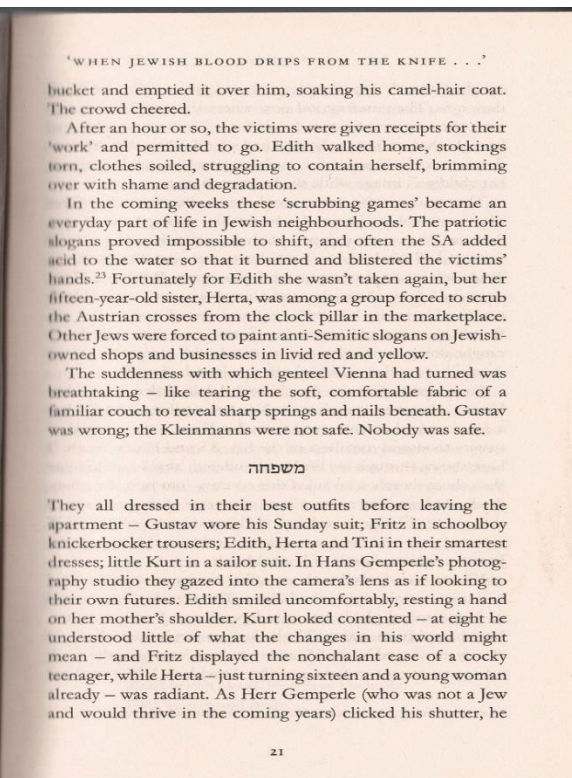 'WHEN JEWISH BLOOD DRIPS FROM THE KNIFE . . .'
bucket and emptied it over him, soaking his camel-hair coat.
The crowd cheered.
After an hour or so, the victims were given receipts for their
'work' and permitted to go. Edith walked home, stockings
torn, clothes soiled, struggling to contain herself, brimming
over with shame and degradation.
In the coming weeks these 'scrubbing games' became an
everyday part of life in Jewish neighbourhoods. The patriotic
slogans proved impossible to shift, and often the SA added
acid to the water so that it burned and blistered the victims'
hands.²³ Fortunately for Edith she wasn't taken again, but her
fifteen-year-old sister, Herta, was among a group forced to scrub
the Austrian crosses from the clock pillar in the marketplace.
Other Jews were forced to paint anti-Semitic slogans on Jewish-
owned shops and businesses in livid red and yellow.
The suddenness with which genteel Vienna had turned was
breathtaking – like tearing the soft, comfortable fabric of a
familiar couch to reveal sharp springs and nails beneath. Gustav
was wrong; the Kleinmanns were not safe. Nobody was safe.
משפחה
They all dressed in their best outfits before leaving the
apartment – Gustav wore his Sunday suit; Fritz in schoolboy
knickerbocker trousers; Edith, Herta and Tini in their smartest
dresses; little Kurt in a sailor suit. In Hans Gemperle's photog-
raphy studio they gazed into the camera's lens as if looking to
their own futures. Edith smiled uncomfortably, resting a hand
on her mother's shoulder. Kurt looked contented – at eight he
understood little of what the changes in his world might
mean – and Fritz displayed the nonchalant ease of a cocky
teenager, while Herta – just turning sixteen and a young woman
already – was radiant. As Herr Gemperle (who was not a Jew
and would thrive in the coming years) clicked his shutter, he
21